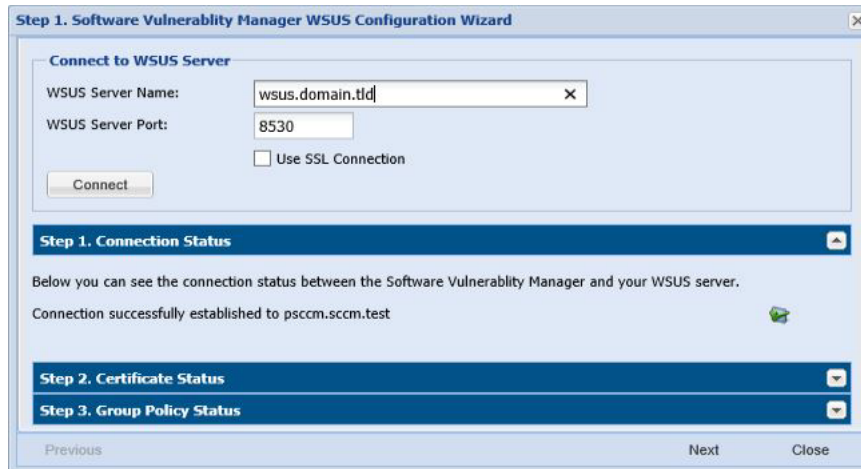 Step 1. Software Vulnerablity Manager WSUS Configuration Wizard
Connect to WSUS Server
WSUS Server Name: wsus.domain.tld
WSUS Server Port: 8530
Use SSL Connection
Connect
Step 1. Connection Status
Below you can see the connection status between the Software Vulnerablity Manager and your WSUS server.
Connection successfully established to psccm.sccm.test
Step 2. Certificate Status
Step 3. Group Policy Status
Previous Next Close